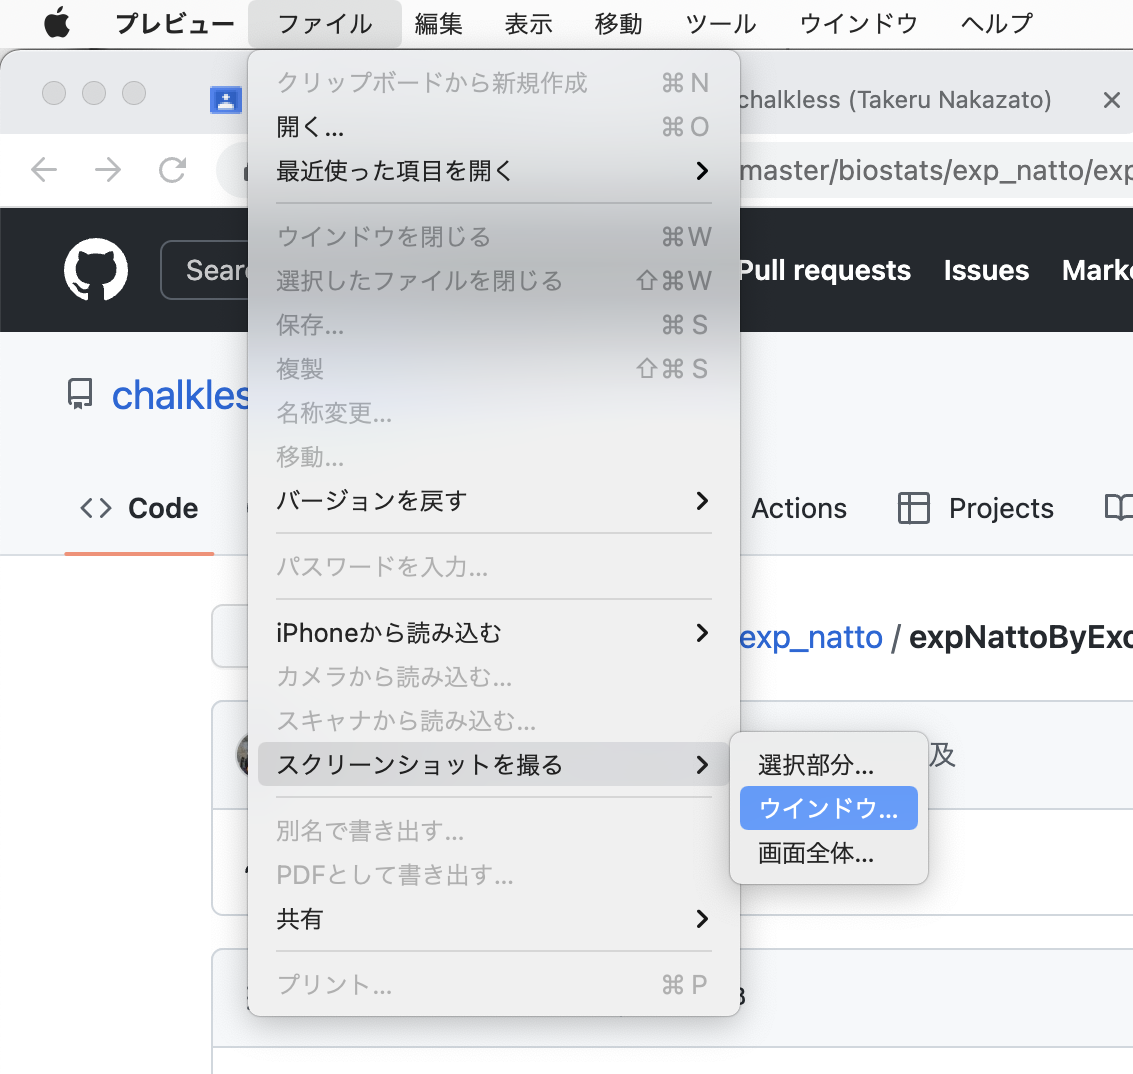 プレビュー ファイル 編集 表示 移動 ツール ウインドウ ヘルプ
chalkless (Takeru Nakazato)
master/biostats/exp_natto/exp
Sear
Pull requests Issues Marke
chalkles
Code Actions Projects
exp_natto / expNattoByExc
及
クリップボードから新規作成 ⌘N
開く... ⌘O
最近使った項目を開く
ウインドウを閉じる ⌘W
選択したファイルを閉じる ⇧⌘W
保存... ⌘S
複製 ⇧⌘S
名称変更...
移動...
バージョンを戻す
パスワードを入力...
iPhoneから読み込む
カメラから読み込む...
スキャナから読み込む...
スクリーンショットを撮る
別名で書き出す...
PDFとして書き出す...
共有
プリント... ⌘P
選択部分...
ウインドウ...
画面全体...